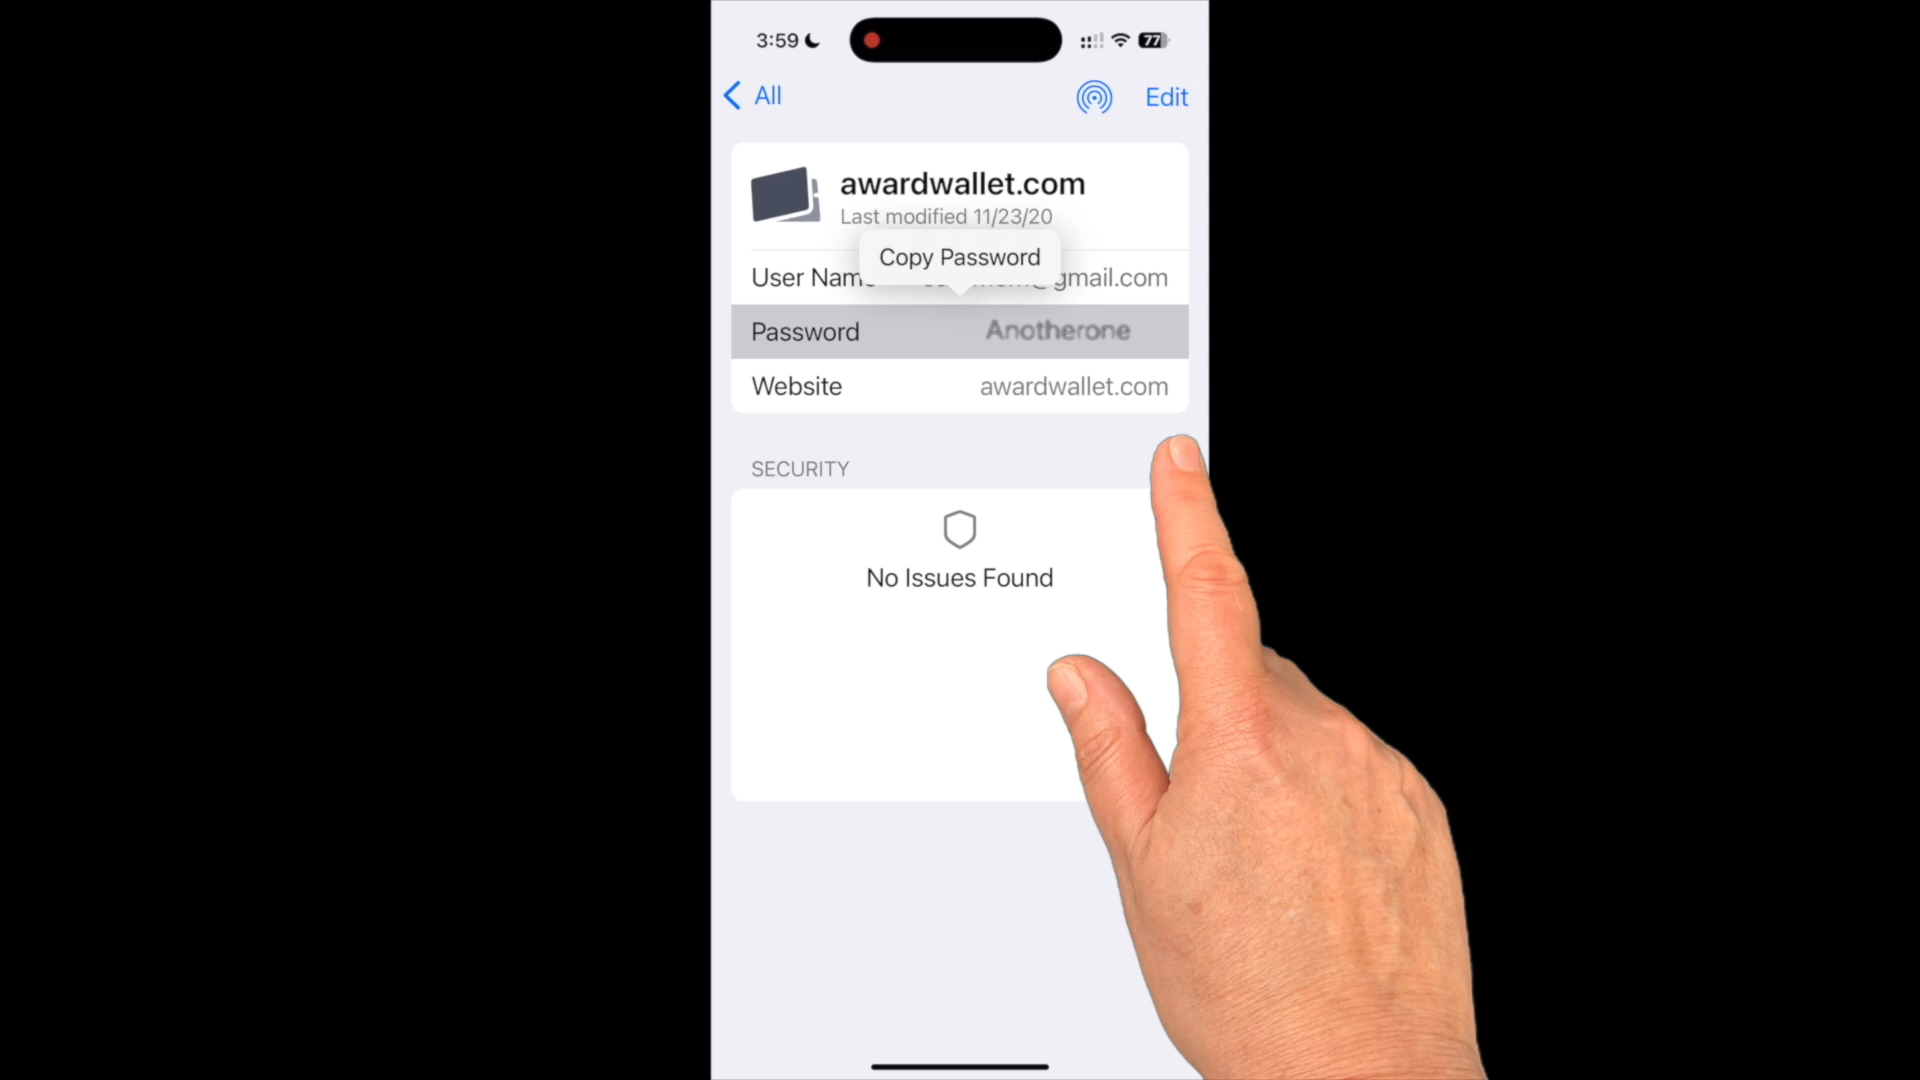 3:59
77
All
Edit
awardwallet.com
Last modified 11/23/20
Copy Password
User Name gmail.com
Password Anotherone
Website awardwallet.com
SECURITY
No Issues Found